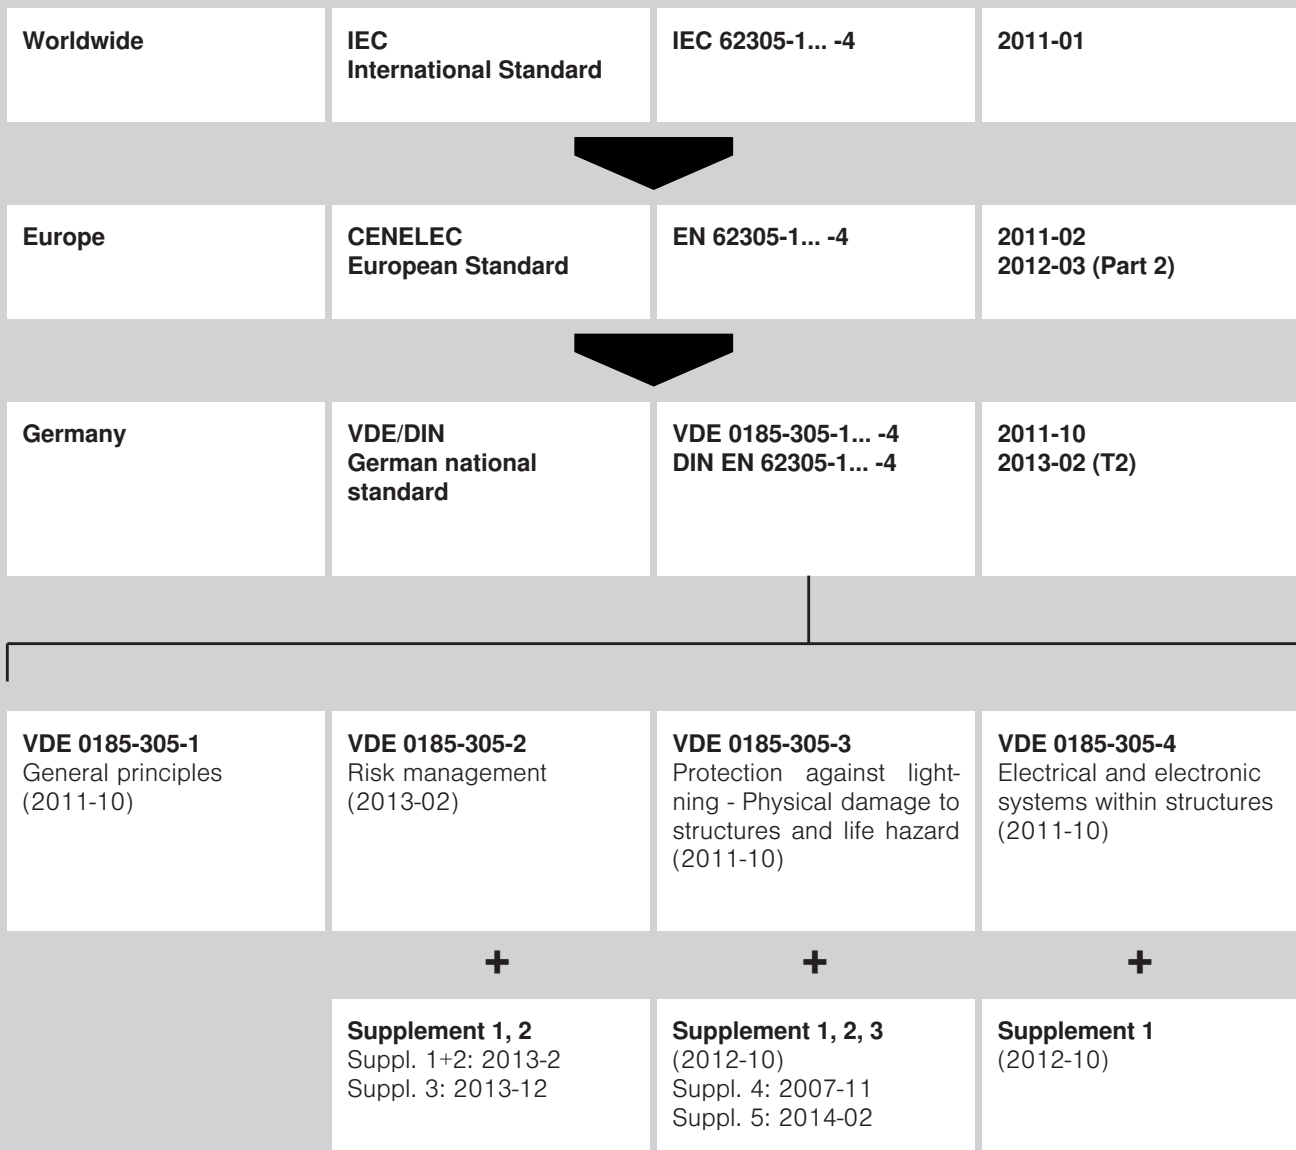 Worldwide
IEC
International Standard
IEC 62305-1... -4
2011-01
Europe
CENELEC
European Standard
EN 62305-1... -4
2011-02
2012-03 (Part 2)
Germany
VDE/DIN
German national
standard
VDE 0185-305-1... -4
DIN EN 62305-1... -4
2011-10
2013-02 (T2)
VDE 0185-305-1
General principles
(2011-10)
VDE 0185-305-2
Risk management
(2013-02)
VDE 0185-305-3
Protection against light-
ning - Physical damage to
structures and life hazard
(2011-10)
VDE 0185-305-4
Electrical and electronic
systems within structures
(2011-10)
+
+
+
Supplement 1, 2
Suppl. 1+2: 2013-2
Suppl. 3: 2013-12
Supplement 1, 2, 3
(2012-10)
Suppl. 4: 2007-11
Suppl. 5: 2014-02
Supplement 1
(2012-10)